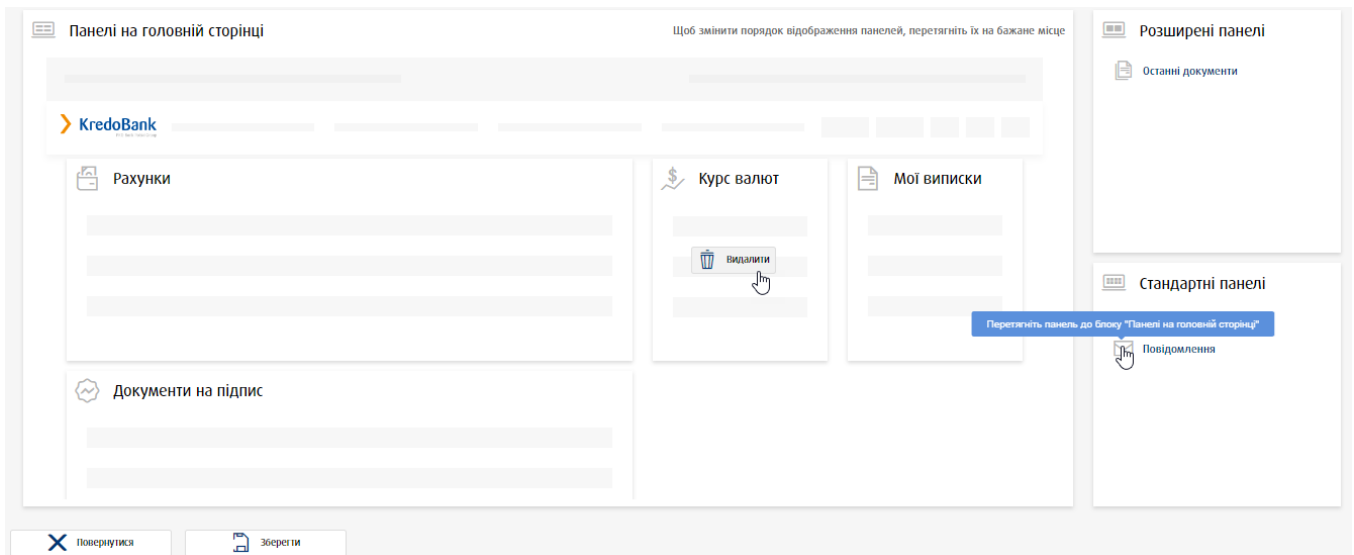 Панелі на головній сторінці
Щоб змінити порядок відображення панелей, перетягніть їх на бажане місце
Розширені панелі
Останні документи
KredoBank
Рахунки
Курс валют
Мої виписки
Видалити
Стандартні панелі
Перетягніть панель до блоку "Панелі на головній сторінці"
Повідомлення
Документи на підпис
Повернутися
Зберегти